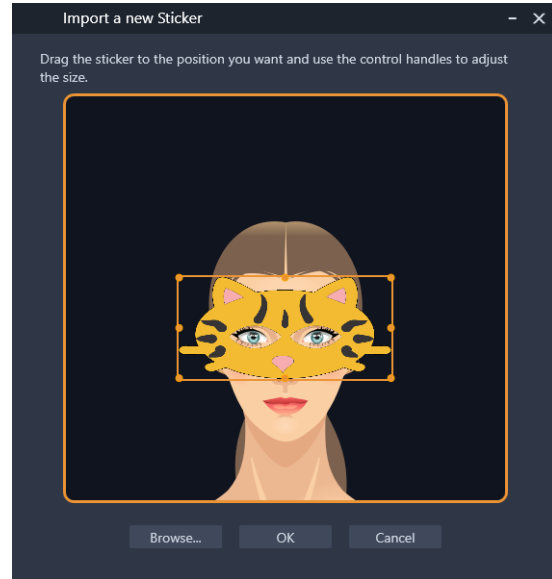 Import a new Sticker
Drag the sticker to the position you want and use the control handles to adjust
the size.
Browse...
OK
Cancel